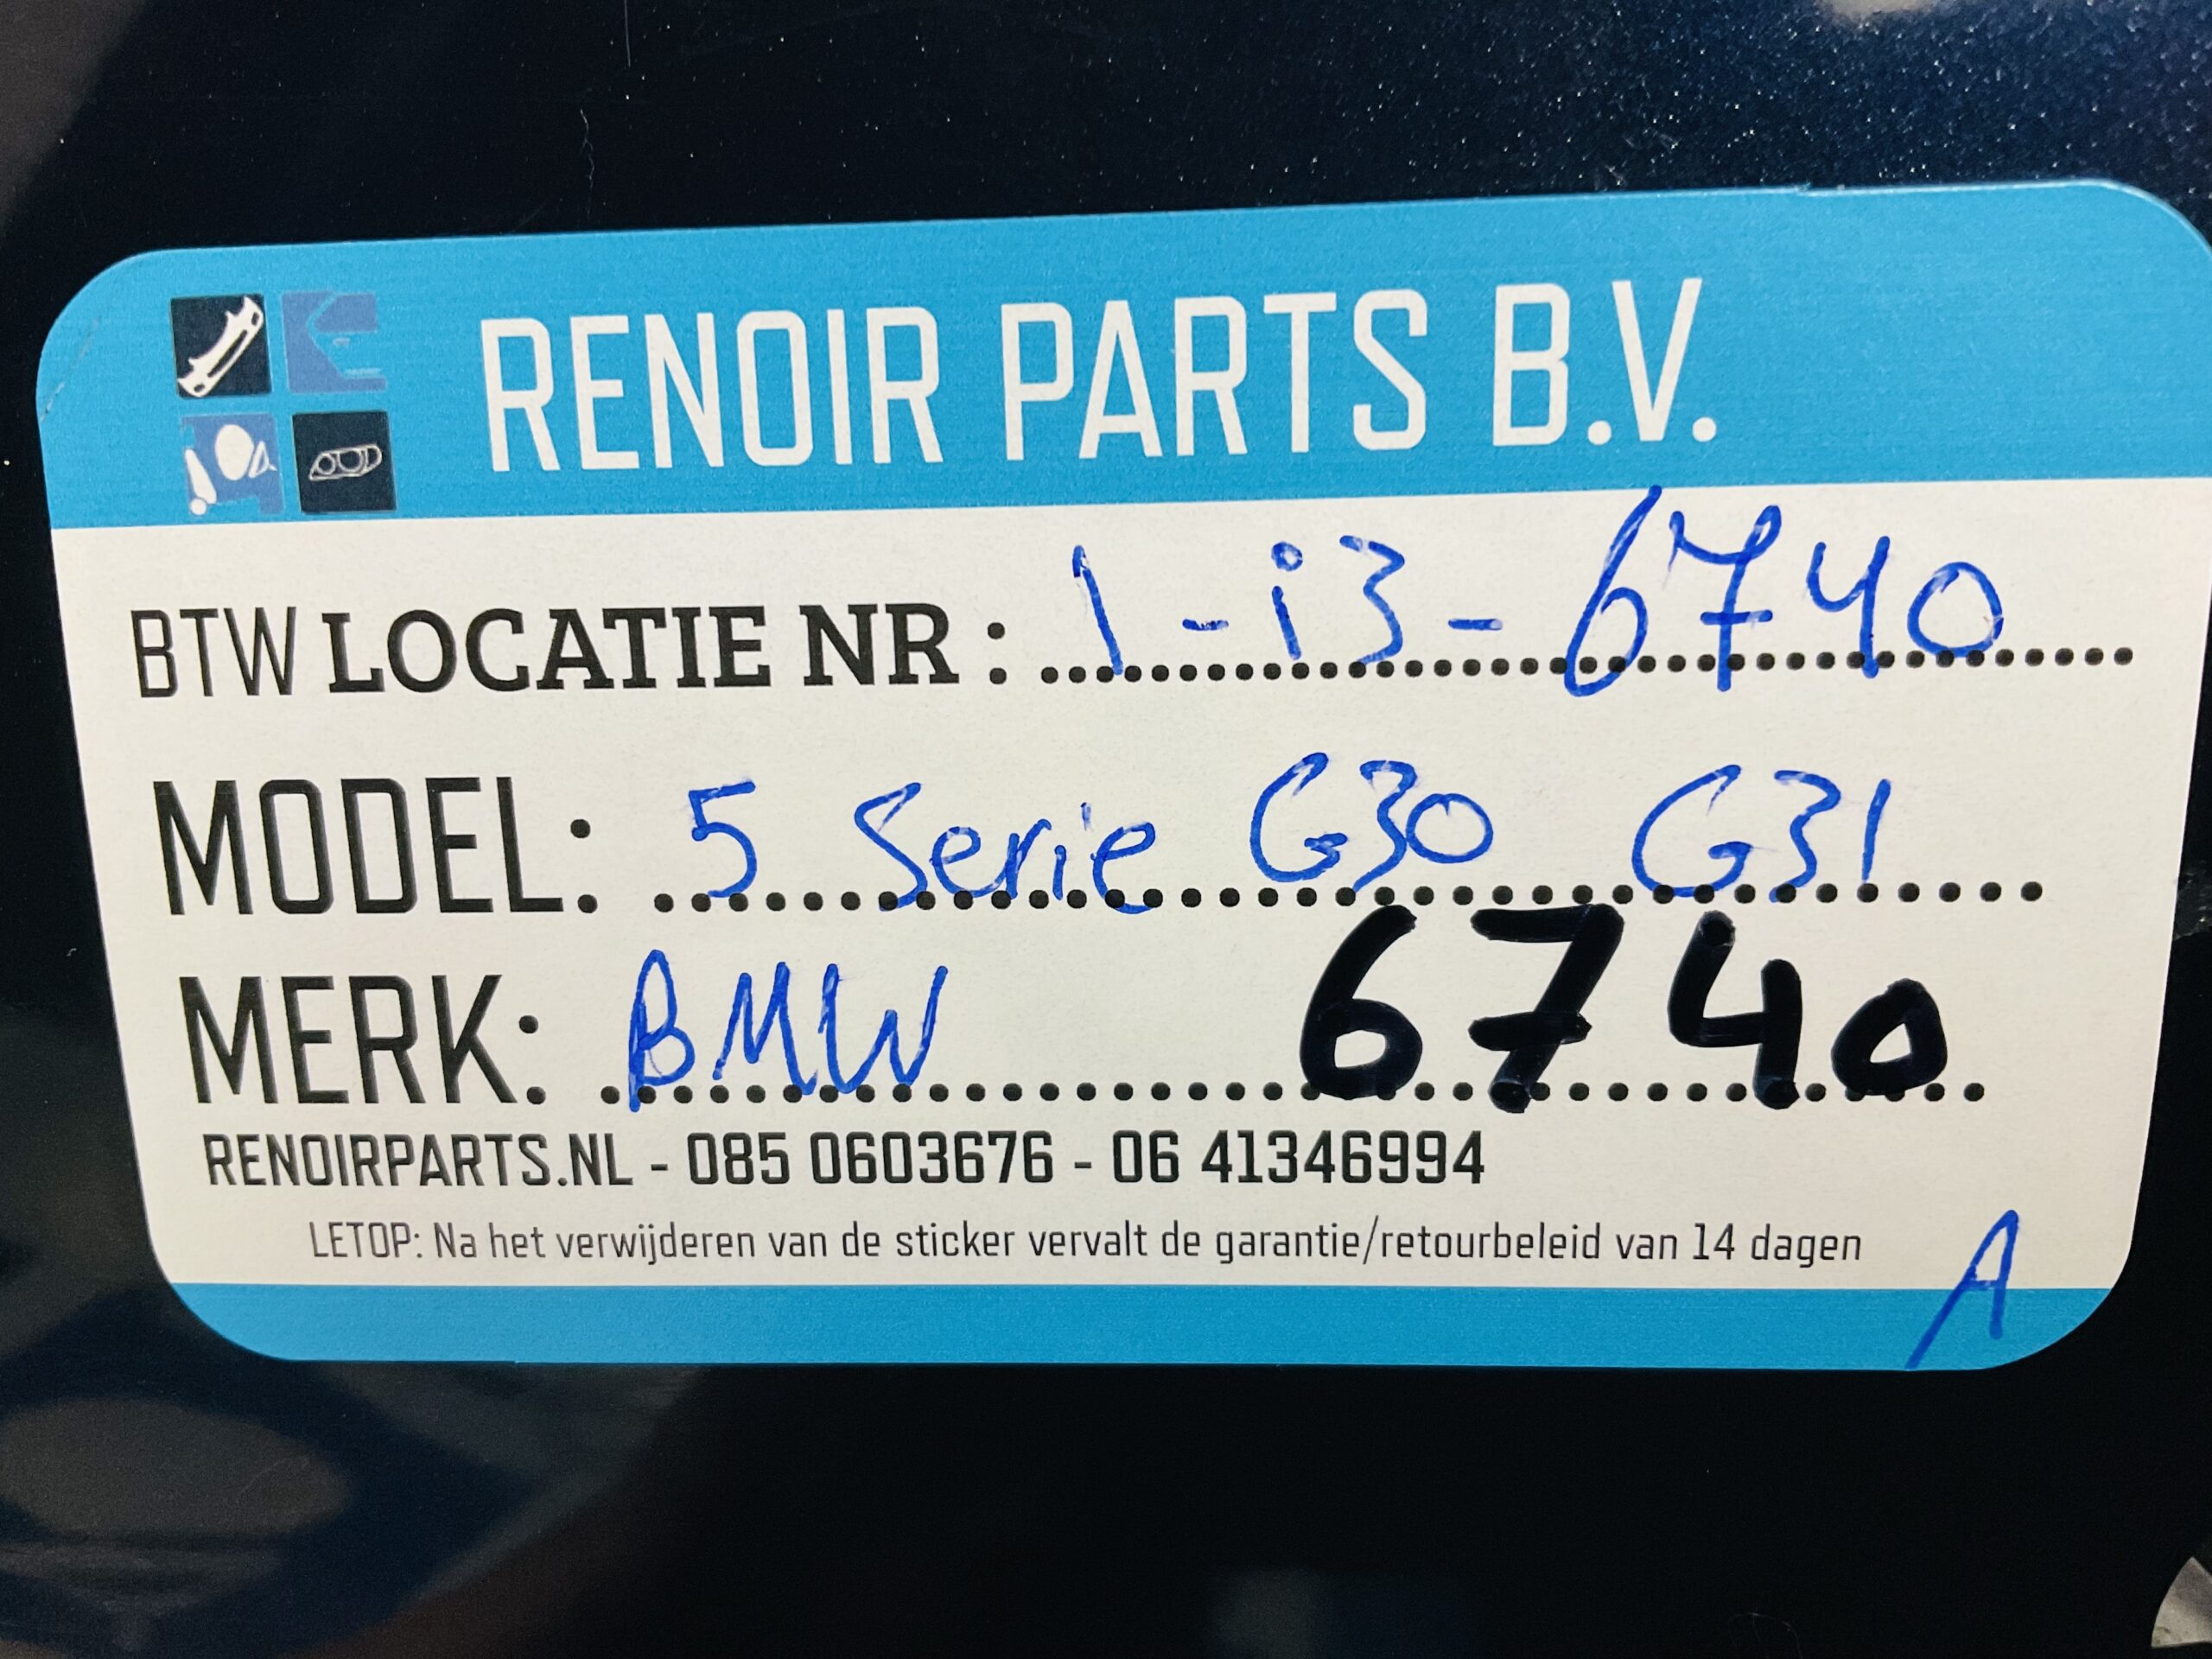 RENOIR PARTS B.V.
BTW LOCATIE NR : 1-i3-6740
MODEL: 5 Serie G30 G31
MERK: BMW 6740
RENOIRPARTS.NL - 085 0603676 - 06 41346994
LETOP: Na het verwijderen van de sticker vervalt de garantie/retourbeleid van 14 dagen
A